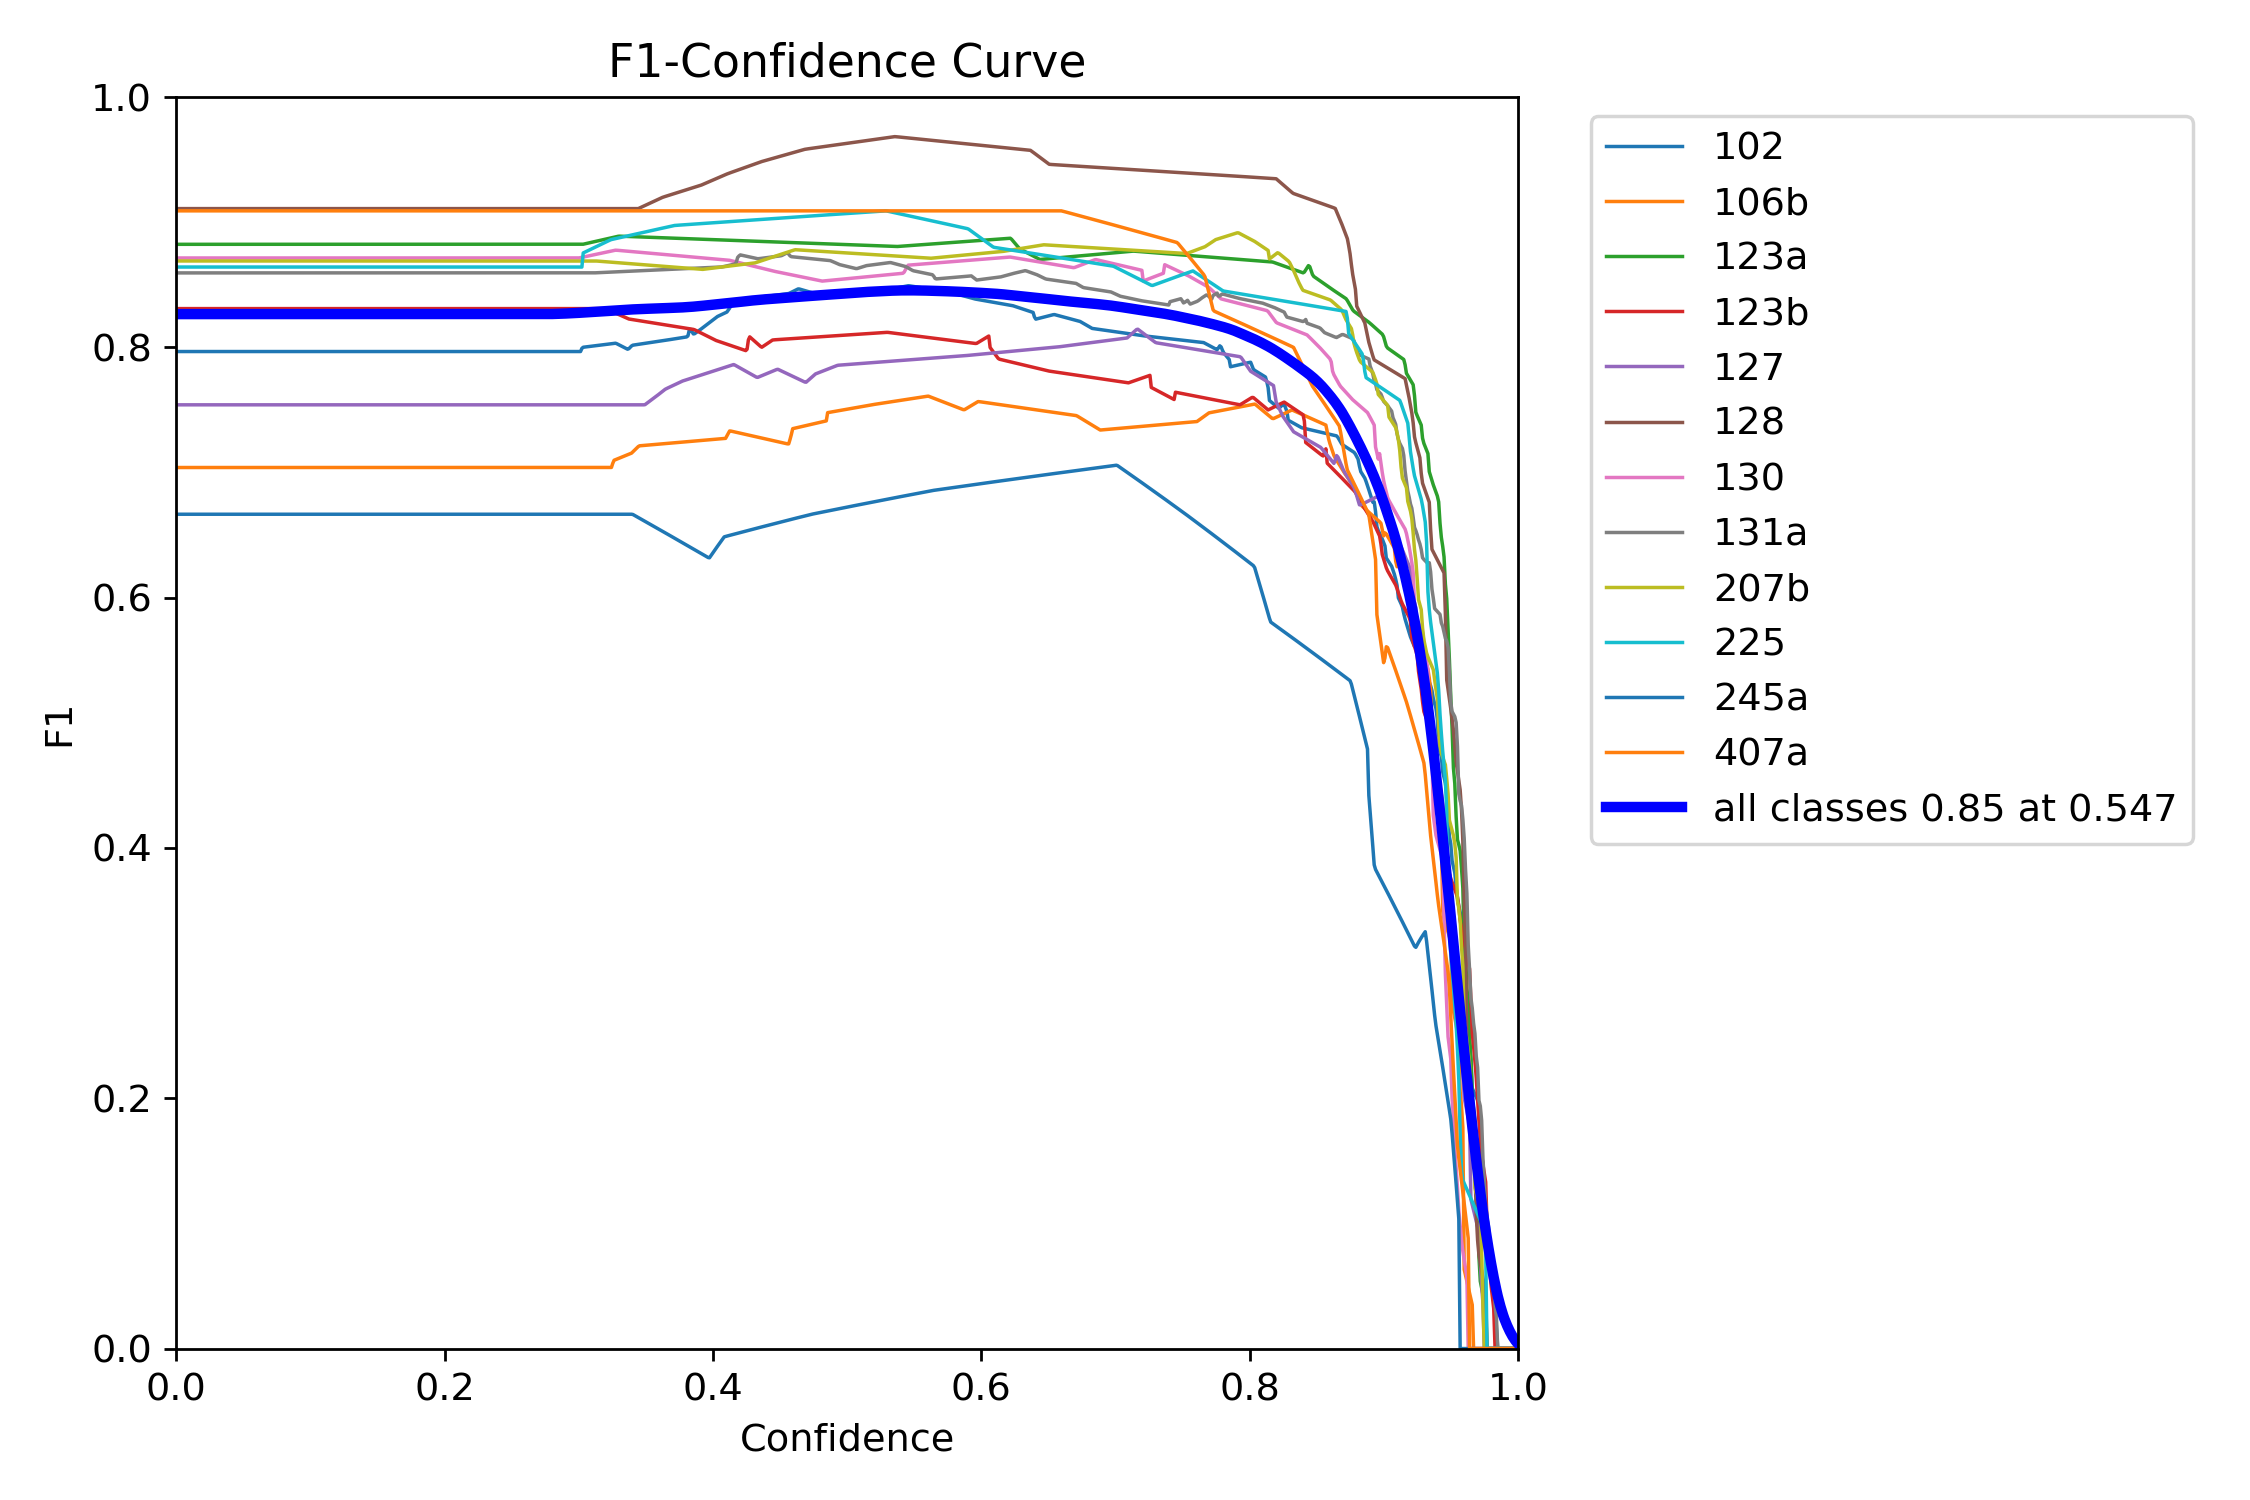 F1-Confidence Curve
1.0
0.8
0.6
0.4
0.2
0.0
F1
0.0 0.2 0.4 0.6 0.8 1.0
Confidence
102
106b
123a
123b
127
128
130
131a
207b
225
245a
407a
all classes 0.85 at 0.547